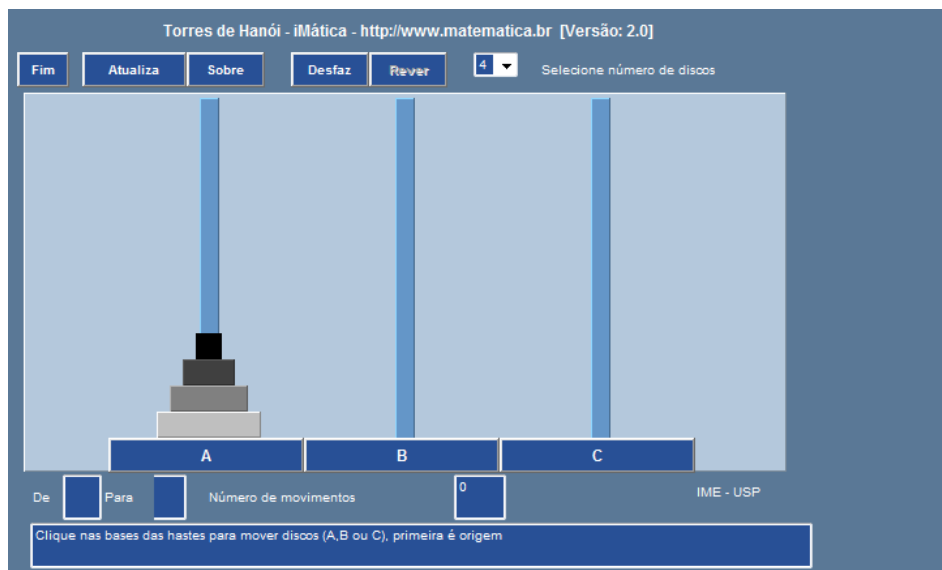 Torres de Hanói - iMática - http://www.matematica.br [Versão: 2.0]
Fim Atualiza Sobre Desfaz Rever 4 Selecione número de discos
A B C
De Para Número de movimentos 0 IME - USP
Clique nas bases das hastes para mover discos (A,B ou C), primeira é origem